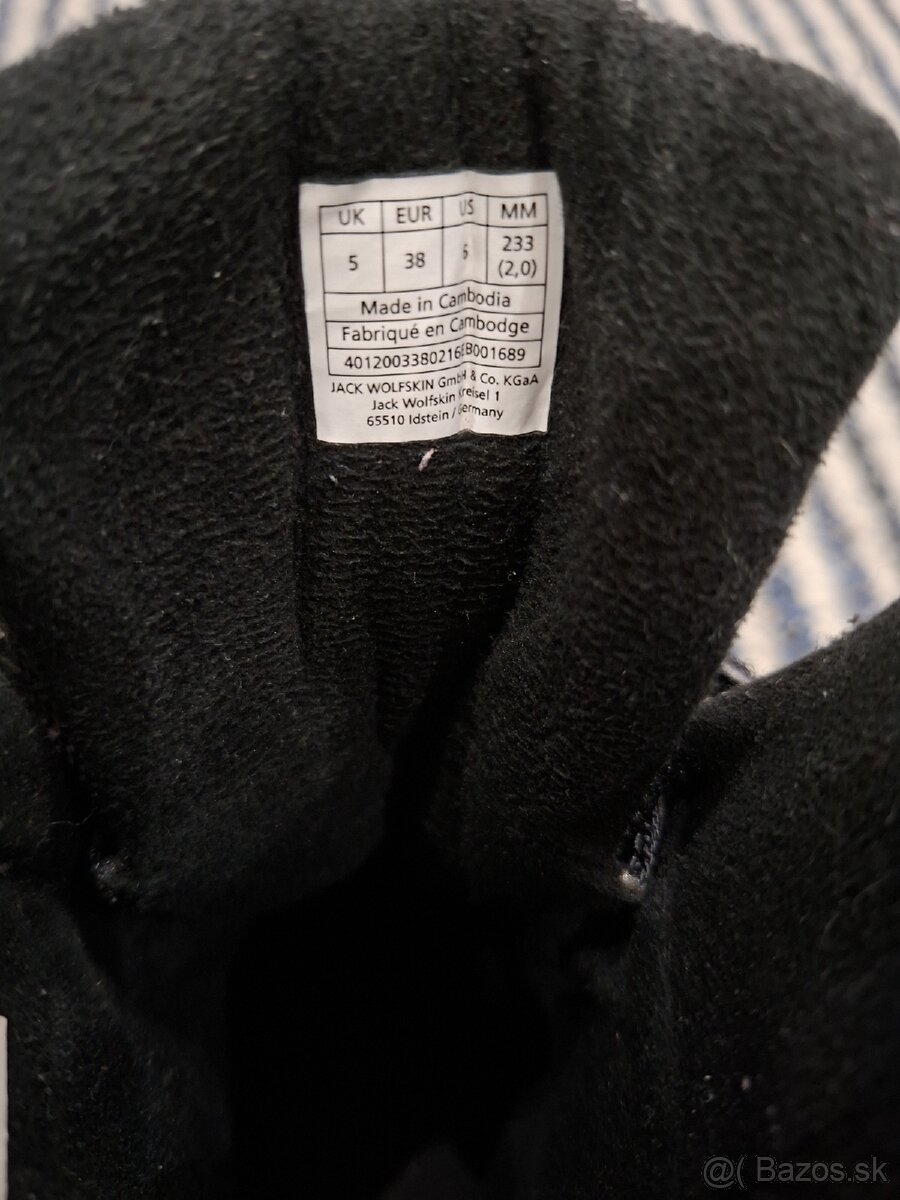 UK EUR US MM
5 38 6 233
(2,0)
Made in Cambodia
Fabriqué en Cambodge
4012003380216EB001689
JACK WOLFSKIN GmbH & Co. KGaA
Jack Wolfskin Kreisel 1
65510 Idstein / Germany
@( Bazos.sk